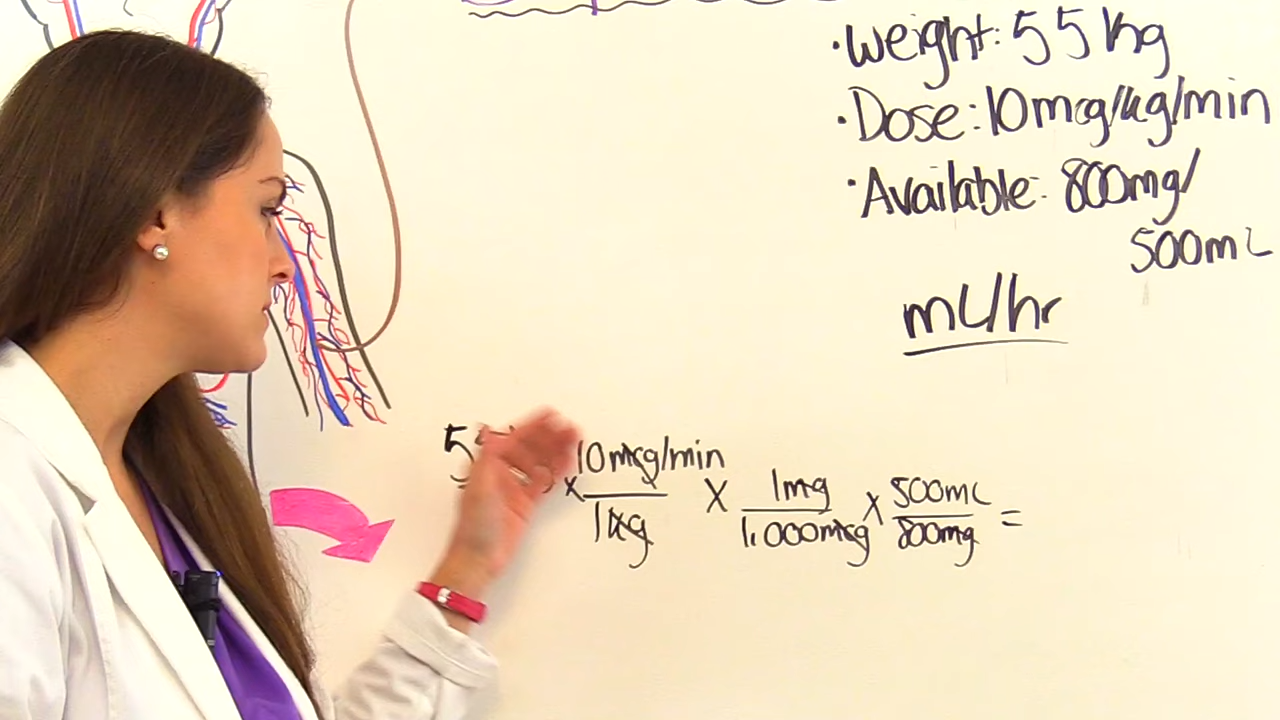 ·Weight: 55 kg
·Dose: 10mcg/kg/min
·Available: 800mg/
500mL
mL/hr
10mcg/min 1mg 500mL
x X x =
1kg 1,000mcg 800mg